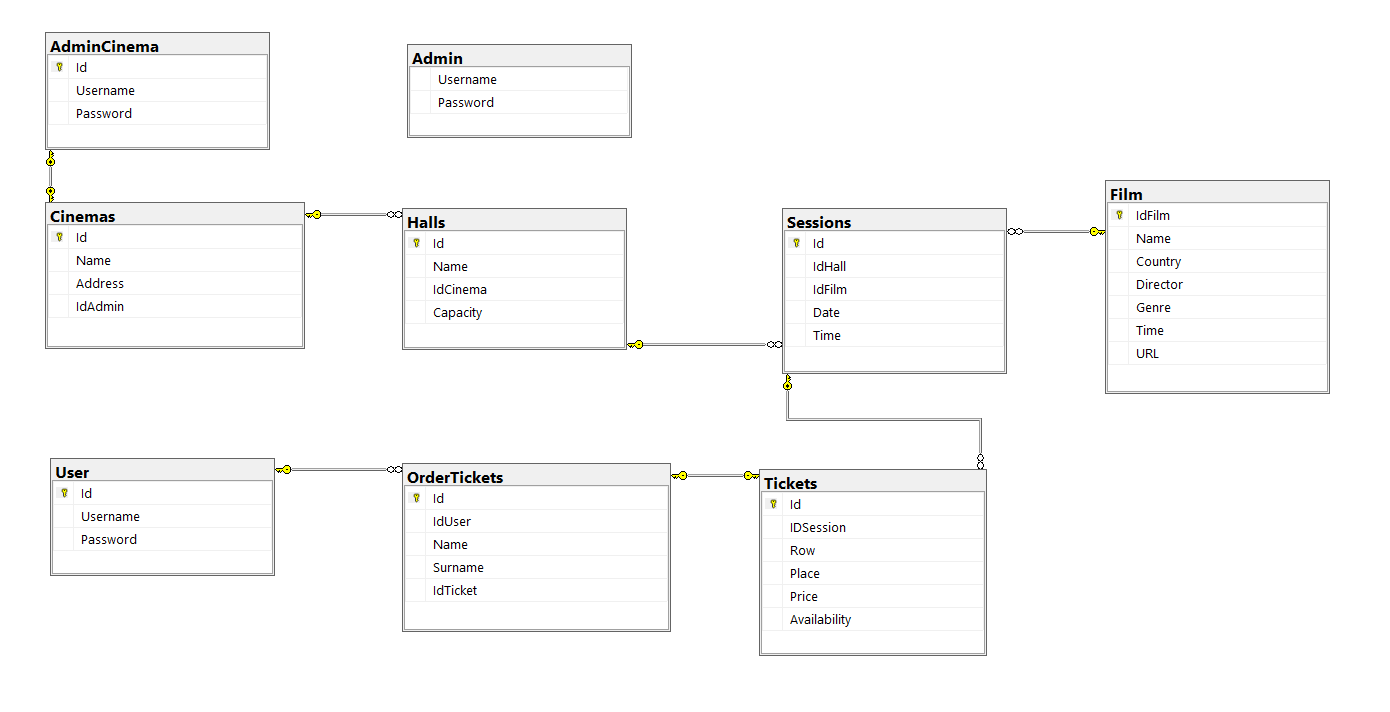 AdminCinema
Id
Username
Password
Admin
Username
Password
Cinemas
Id
Name
Address
IdAdmin
Halls
Id
Name
IdCinema
Capacity
Sessions
Id
IdHall
IdFilm
Date
Time
Film
IdFilm
Name
Country
Director
Genre
Time
URL
User
Id
Username
Password
OrderTickets
Id
IdUser
Name
Surname
IdTicket
Tickets
Id
IDSession
Row
Place
Price
Availability